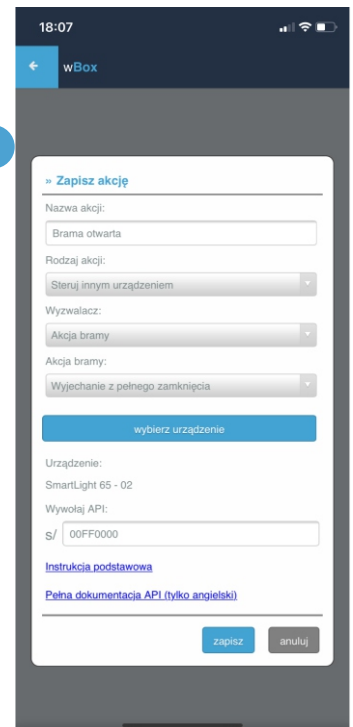 18:07
wBox
» Zapisz akcję
Nazwa akcji:
Brama otwarta
Rodzaj akcji:
Steruj innym urządzeniem
Wyzwalacz:
Akcja bramy
Akcja bramy:
Wyjechanie z pełnego zamknięcia
wybierz urządzenie
Urządzenie:
SmartLight 65 - 02
Wywołaj API:
s/ 00FF0000
Instrukcja podstawowa
Pełna dokumentacja API (tylko angielski)
zapisz anuluj